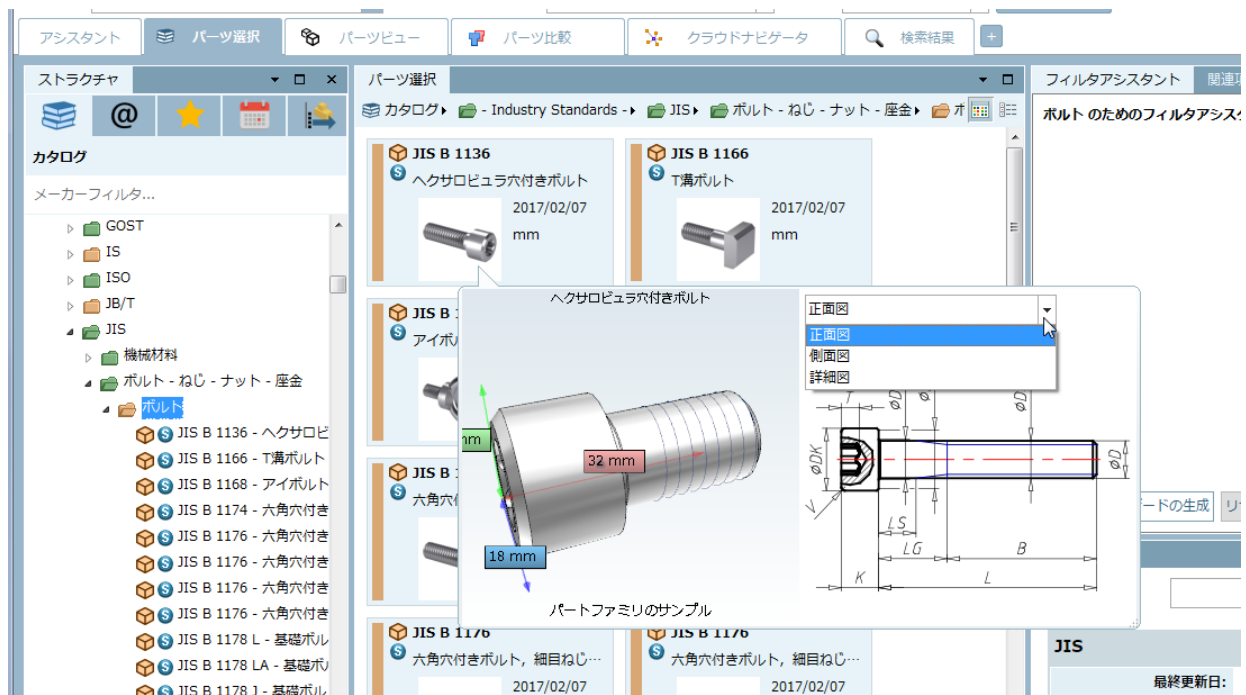 アシスタント
パーツ選択
パーツビュー
パーツ比較
クラウドナビゲータ
検索結果
+
ストラクチャ
@
カタログ
メーカーフィルタ...
GOST
IS
ISO
JB/T
JIS
機械材料
ボルト - ねじ - ナット - 座金
ボルト
JIS B 1136 - ヘクサロビ
JIS B 1166 - T溝ボルト
JIS B 1168 - アイボルト
JIS B 1174 - 六角穴付き
JIS B 1176 - 六角穴付き
JIS B 1176 - 六角穴付き
JIS B 1176 - 六角穴付き
JIS B 1176 - 六角穴付き
JIS B 1178 L - 基礎ボル
JIS B 1178 LA - 基礎ボ
JIS B 1178 J - 基礎ボル
パーツ選択
カタログ
- Industry Standards -
JIS
ボルト - ねじ - ナット - 座金
JIS B 1136
ヘクサロビュラ穴付きボルト
2017/02/07
mm
JIS B 1166
T溝ボルト
2017/02/07
mm
JIS B
アイボ
JIS B
六角穴
JIS B 1176
六角穴付きボルト，細目ねじ…
2017/02/07
JIS B 1176
六角穴付きボルト，細目ねじ…
2017/02/07
ヘクサロビュラ穴付きボルト
mm
32 mm
18 mm
パートファミリのサンプル
正面図
正面図
側面図
詳細図
T
øD
ø
øD
øDK
øD
V
LS
LG
B
K
L
フィルタアシスタント
関連
ボルト のためのフィルタアシス
ードの生成
リ
JIS
最終更新日: